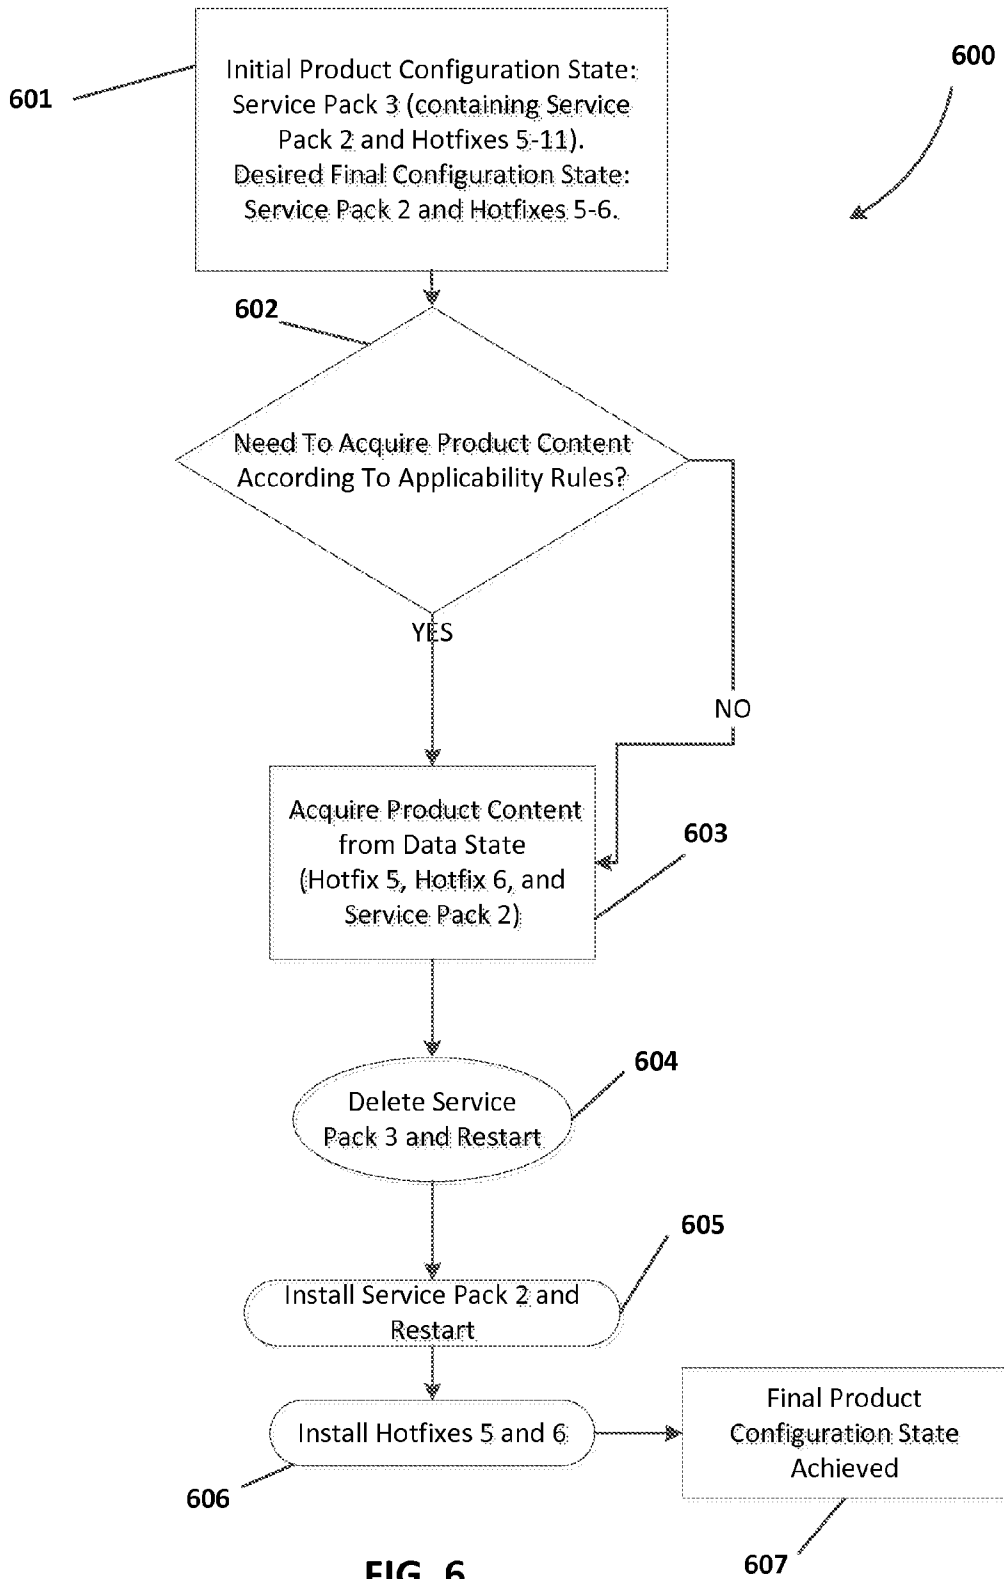 601
Initial Product Configuration State:
Service Pack 3 (containing Service
Pack 2 and Hotfixes 5-11).
Desired Final Configuration State:
Service Pack 2 and Hotfixes 5-6.
600
602
Need To Acquire Product Content
According To Applicability Rules?
YES
NO
Acquire Product Content
from Data State
(Hotfix 5, Hotfix 6, and
Service Pack 2)
603
604
Delete Service
Pack 3 and Restart
605
Install Service Pack 2 and
Restart
Install Hotfixes 5 and 6
606
Final Product
Configuration State
Achieved
607
FIG. 6